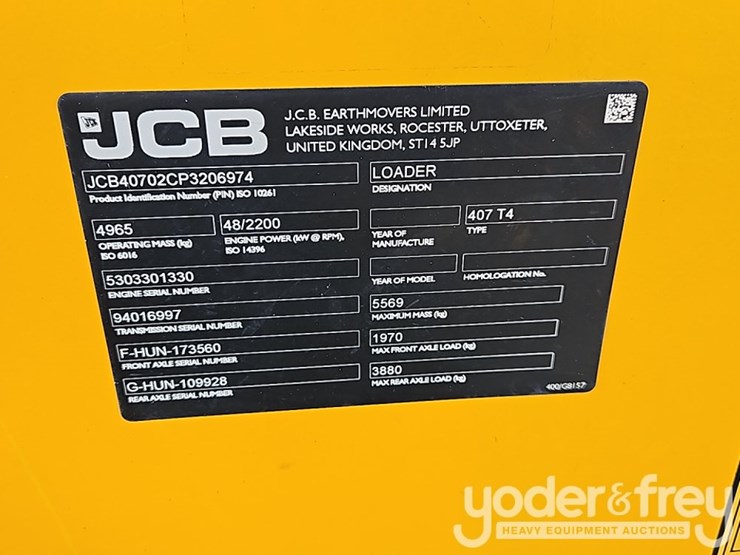 JCB
J.C.B. EARTHMOVERS LIMITED
LAKESIDE WORKS, ROCESTER, UTTOXETER,
UNITED KINGDOM, ST14 5JP
JCB40702CP3206974
Product Identification Number (PIN) ISO 10261
LOADER
DESIGNATION
4965
OPERATING MASS (kg)
ISO 6016
48/2200
ENGINE POWER (kW @ RPM),
ISO 14396
YEAR OF
MANUFACTURE
407 T4
TYPE
5303301330
ENGINE SERIAL NUMBER
YEAR OF MODEL
HOMOLOGATION No.
94016997
TRANSMISSION SERIAL NUMBER
5569
MAXIMUM MASS (kg)
F-HUN-173560
FRONT AXLE SERIAL NUMBER
1970
MAX FRONT AXLE LOAD (kg)
G-HUN-109928
REAR AXLE SERIAL NUMBER
3880
MAX REAR AXLE LOAD (kg)
400/G8157
yoder & frey
HEAVY EQUIPMENT AUCTIONS